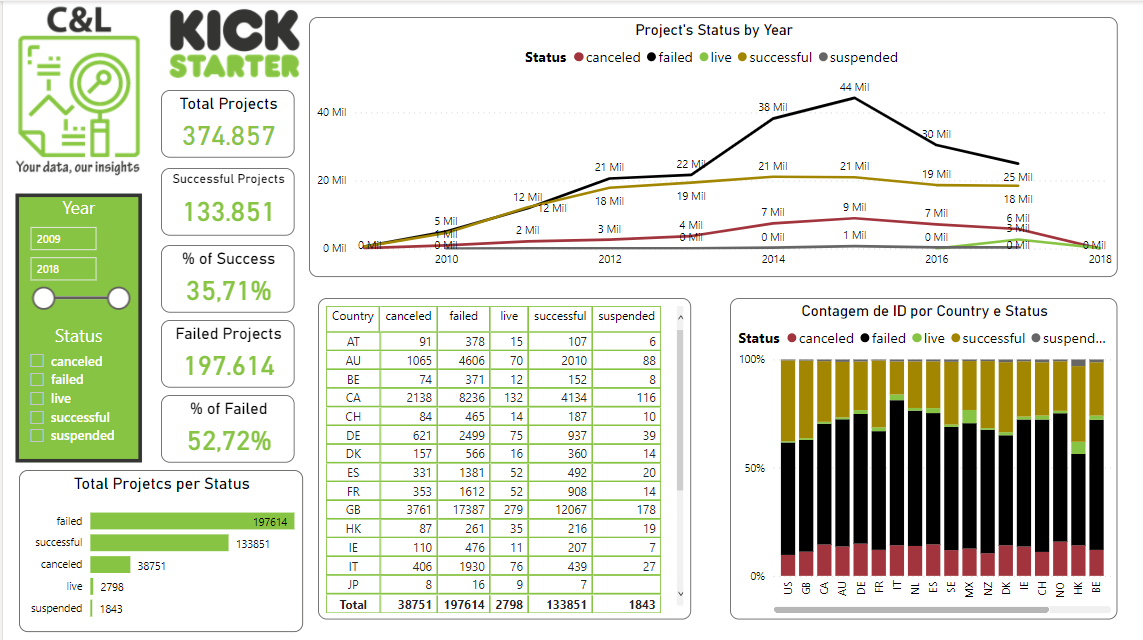 C&L
Your data, our insights
KICK
STARTER
Total Projects
374.857
Successful Projects
133.851
% of Success
35,71%
Failed Projects
197.614
% of Failed
52,72%
Year
2009
2018
Status
canceled
failed
live
successful
suspended
Total Projetcs per Status
failed 197614
successful 133851
canceled 38751
live 2798
suspended 1843
Project's Status by Year
Status canceled failed live successful suspended
44 Mil
40 Mil
38 Mil
30 Mil
21 Mil 22 Mil 21 Mil 21 Mil 19 Mil 25 Mil
20 Mil
18 Mil 19 Mil 18 Mil
12 Mil
12 Mil
5 Mil 2 Mil 3 Mil 4 Mil 7 Mil 9 Mil 7 Mil 6 Mil
3 Mil
0 Mil 0 Mil 0 Mil 0 Mil 0 Mil 1 Mil 0 Mil 0 Mil 0 Mil
2010 2012 2014 2016 2018
Country canceled failed live successful suspended
AT 91 378 15 107 6
AU 1065 4606 70 2010 88
BE 74 371 12 152 8
CA 2138 8236 132 4134 116
CH 84 465 14 187 10
DE 621 2499 75 937 39
DK 157 566 16 360 14
ES 331 1381 52 492 20
FR 353 1612 52 908 14
GB 3761 17387 279 12067 178
HK 87 261 35 216 19
IE 110 476 11 207 7
IT 406 1930 76 439 27
JP 8 16 9 7
Total 38751 197614 2798 133851 1843
Contagem de ID por Country e Status
Status canceled failed live successful suspend...
100%
50%
0%
US GB CA AU DE FR IT NL ES SE MX NZ DK IE CH NO HK BE